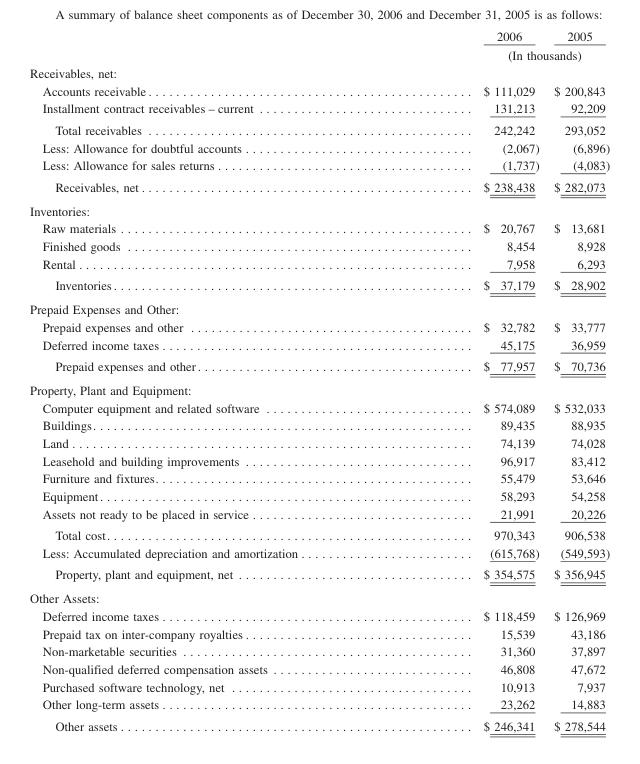 A summary of balance sheet components as of December 30, 2006 and December 31, 2005 is as follows:
2006 2005
(In thousands)
Receivables, net:
Accounts receivable . . . . . . . . . . . . . . . . . . . . . . . . . . . . . . $ 111,029 $ 200,843
Installment contract receivables – current . . . . . . . . . . . . . . . . . . . . 131,213 92,209
Total receivables . . . . . . . . . . . . . . . . . . . . . . . . . . . . . . 242,242 293,052
Less: Allowance for doubtful accounts . . . . . . . . . . . . . . . . . . . . (2,067) (6,896)
Less: Allowance for sales returns . . . . . . . . . . . . . . . . . . . . (1,737) (4,083)
Receivables, net . . . . . . . . . . . . . . . . . . . . . . . . . . . . . . $ 238,438 $ 282,073
Inventories:
Raw materials . . . . . . . . . . . . . . . . . . . . . . . . . . . . . . $ 20,767 $ 13,681
Finished goods . . . . . . . . . . . . . . . . . . . . . . . . . . . . . . 8,454 8,928
Rental . . . . . . . . . . . . . . . . . . . . . . . . . . . . . . 7,958 6,293
Inventories . . . . . . . . . . . . . . . . . . . . . . . . . . . . . . $ 37,179 $ 28,902
Prepaid Expenses and Other:
Prepaid expenses and other . . . . . . . . . . . . . . . . . . . . $ 32,782 $ 33,777
Deferred income taxes . . . . . . . . . . . . . . . . . . . . 45,175 36,959
Prepaid expenses and other . . . . . . . . . . . . . . . . . . . . $ 77,957 $ 70,736
Property, Plant and Equipment:
Computer equipment and related software . . . . . . . . . . . . . . . . . . . . $ 574,089 $ 532,033
Buildings . . . . . . . . . . . . . . . . . . . . . . . . . . . . . . 89,435 88,935
Land . . . . . . . . . . . . . . . . . . . . . . . . . . . . . . 74,139 74,028
Leasehold and building improvements . . . . . . . . . . . . . . . . . . . . 96,917 83,412
Furniture and fixtures . . . . . . . . . . . . . . . . . . . . 55,479 53,646
Equipment . . . . . . . . . . . . . . . . . . . . . . . . . . . . . . 58,293 54,258
Assets not ready to be placed in service . . . . . . . . . . . . . . . . . . . . 21,991 20,226
Total cost . . . . . . . . . . . . . . . . . . . . . . . . . . . . . . 970,343 906,538
Less: Accumulated depreciation and amortization . . . . . . . . . . . . . . . . . . . . (615,768) (549,593)
Property, plant and equipment, net . . . . . . . . . . . . . . . . . . . . $ 354,575 $ 356,945
Other Assets:
Deferred income taxes . . . . . . . . . . . . . . . . . . . . $ 118,459 $ 126,969
Prepaid tax on inter-company royalties . . . . . . . . . . . . . . . . . . . . 15,539 43,186
Non-marketable securities . . . . . . . . . . . . . . . . . . . . 31,360 37,897
Non-qualified deferred compensation assets . . . . . . . . . . . . . . . . . . . . 46,808 47,672
Purchased software technology, net . . . . . . . . . . . . . . . . . . . . 10,913 7,937
Other long-term assets . . . . . . . . . . . . . . . . . . . . 23,262 14,883
Other assets . . . . . . . . . . . . . . . . . . . . . . . . . . . . . . $ 246,341 $ 278,544